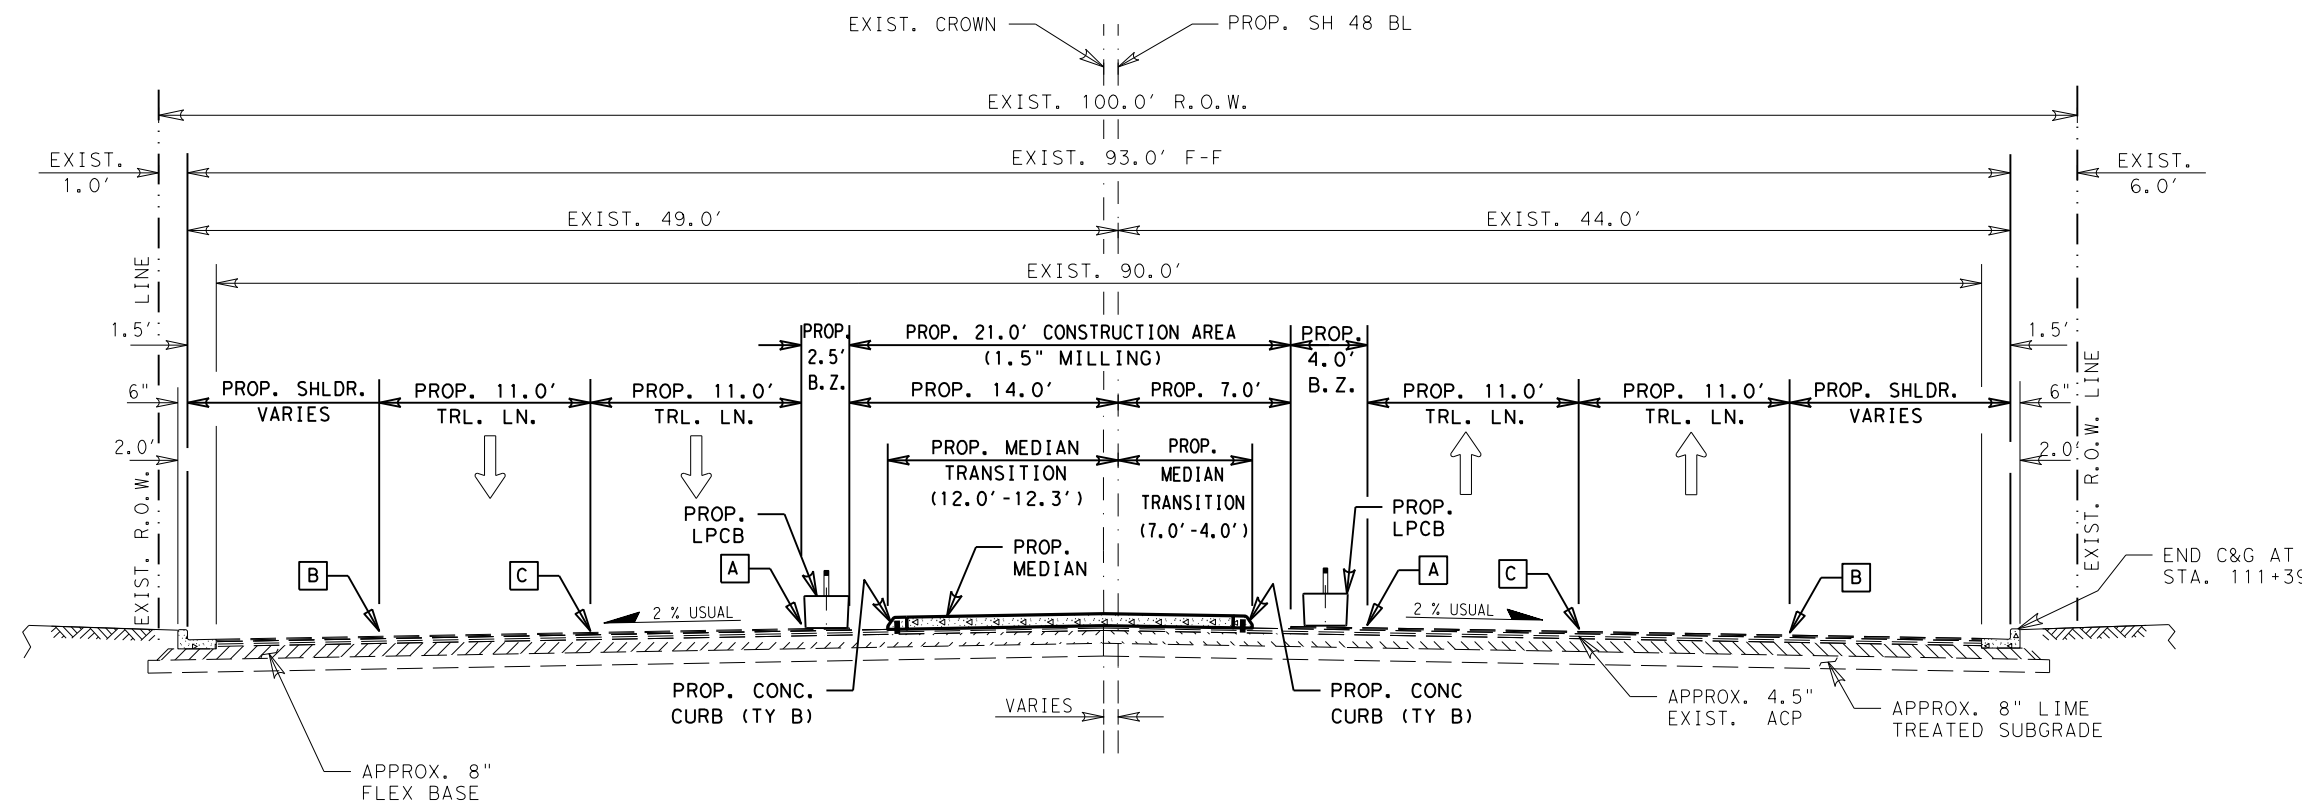 EXIST. CROWN
PROP. SH 48 BL
EXIST. 100.0' R.O.W.
EXIST.
1.0'
EXIST. 93.0' F-F
EXIST.
6.0'
EXIST. 49.0'
EXIST. 44.0'
EXIST. 90.0'
EXIST. R.O.W. LINE
1.5'
6"
2.0'
PROP. SHLDR.
VARIES
PROP. 11.0'
TRL. LN.
PROP. 11.0'
TRL. LN.
PROP.
2.5'
B.Z.
PROP. 21.0' CONSTRUCTION AREA
(1.5" MILLING)
PROP. 14.0'
PROP. 7.0'
PROP.
4.0'
B.Z.
PROP. 11.0'
TRL. LN.
PROP. 11.0'
TRL. LN.
PROP. SHLDR.
VARIES
1.5'
6"
2.0'
EXIST. R.O.W. LINE
PROP. MEDIAN
TRANSITION
(12.0'-12.3')
PROP.
MEDIAN
TRANSITION
(7.0'-4.0')
PROP.
LPCB
PROP.
LPCB
PROP.
MEDIAN
B
C
A
A
C
B
END C&G AT
STA. 111+39
2 % USUAL
2 % USUAL
PROP. CONC.
CURB (TY B)
VARIES
PROP. CONC
CURB (TY B)
APPROX. 4.5"
EXIST. ACP
APPROX. 8" LIME
TREATED SUBGRADE
APPROX. 8"
FLEX BASE